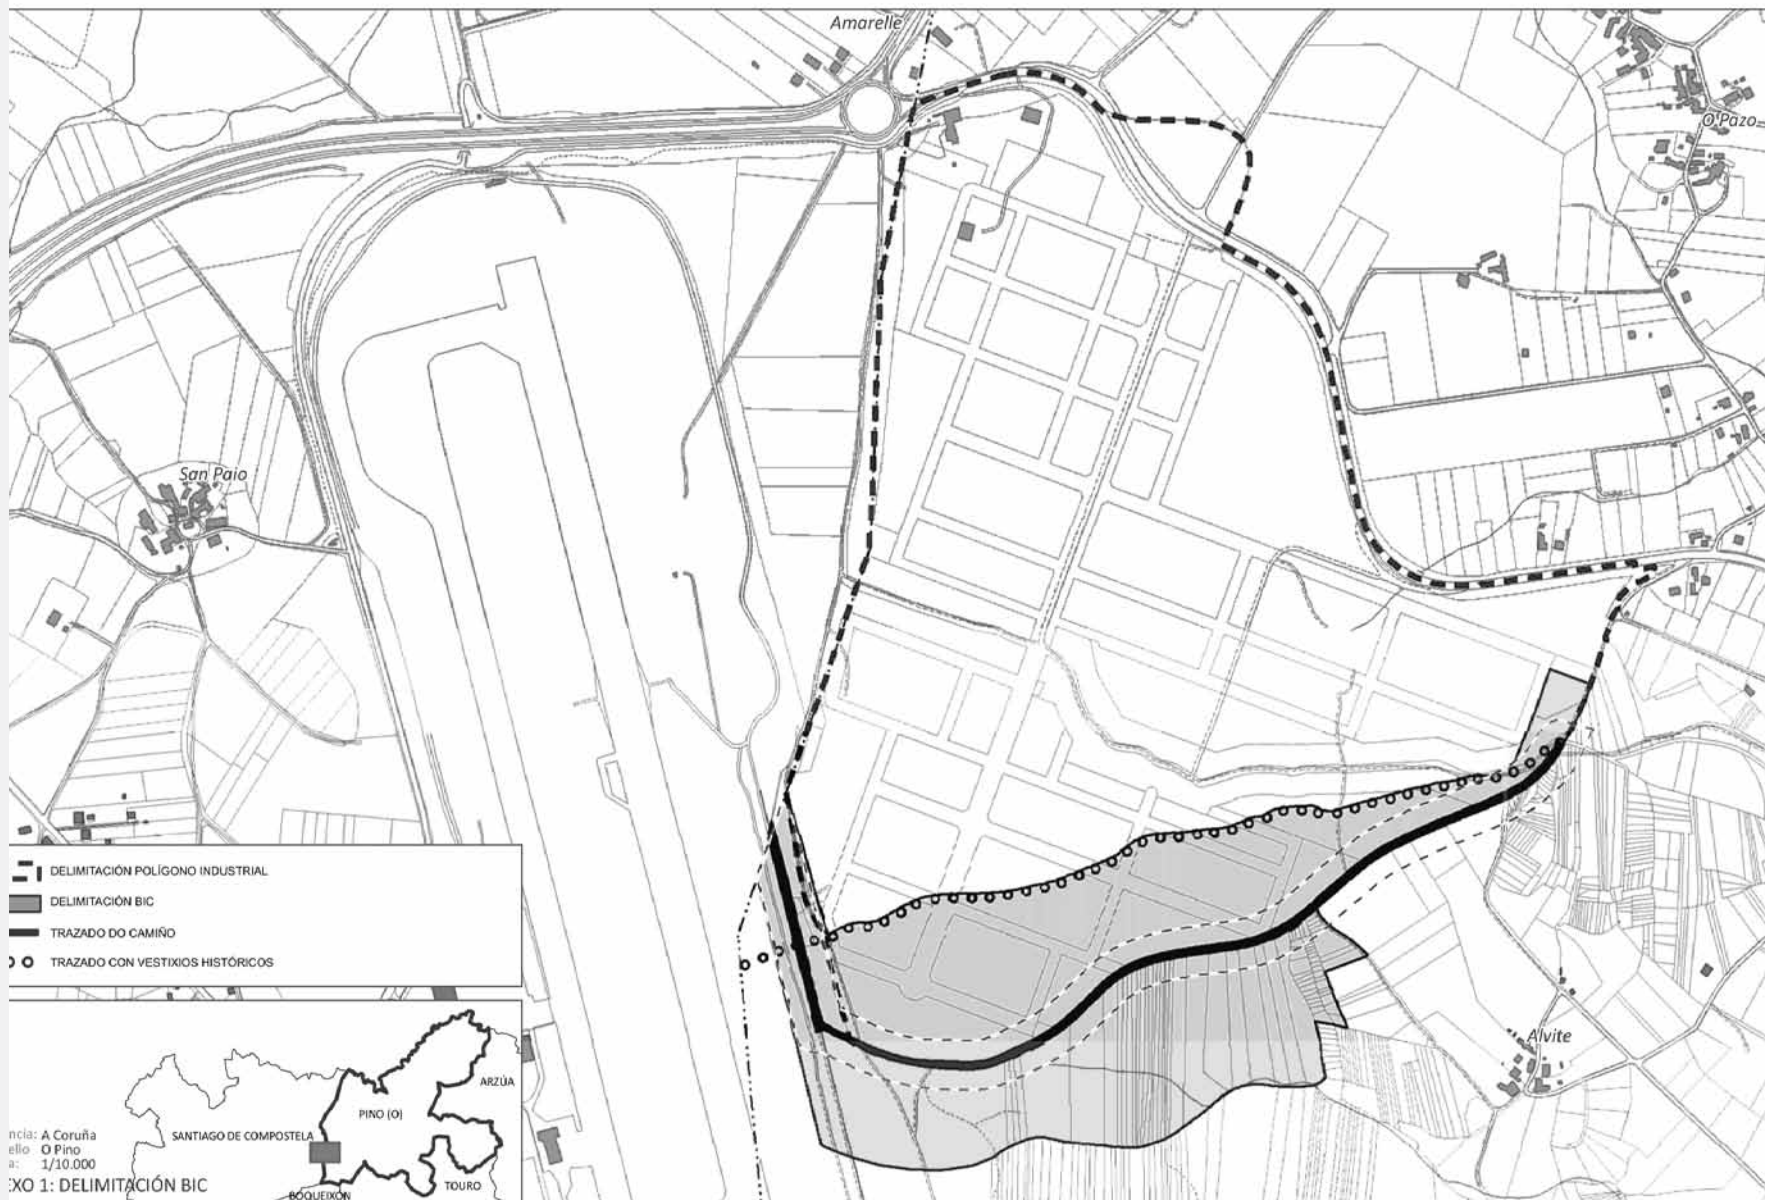 Amarelle
O Pazo
San Paio
7
DELIMITACIÓN POLÍGONO INDUSTRIAL
DELIMITACIÓN BIC
TRAZADO DO CAMIÑO
TRAZADO CON VESTIXIOS HISTÓRICOS
Alvite
ARZÚA
PINO (O)
SANTIAGO DE COMPOSTELA
TOURO
BOQUEIXÓN
ncia: A Coruña
ello O Pino
a: 1/10.000
EXO 1: DELIMITACIÓN BIC